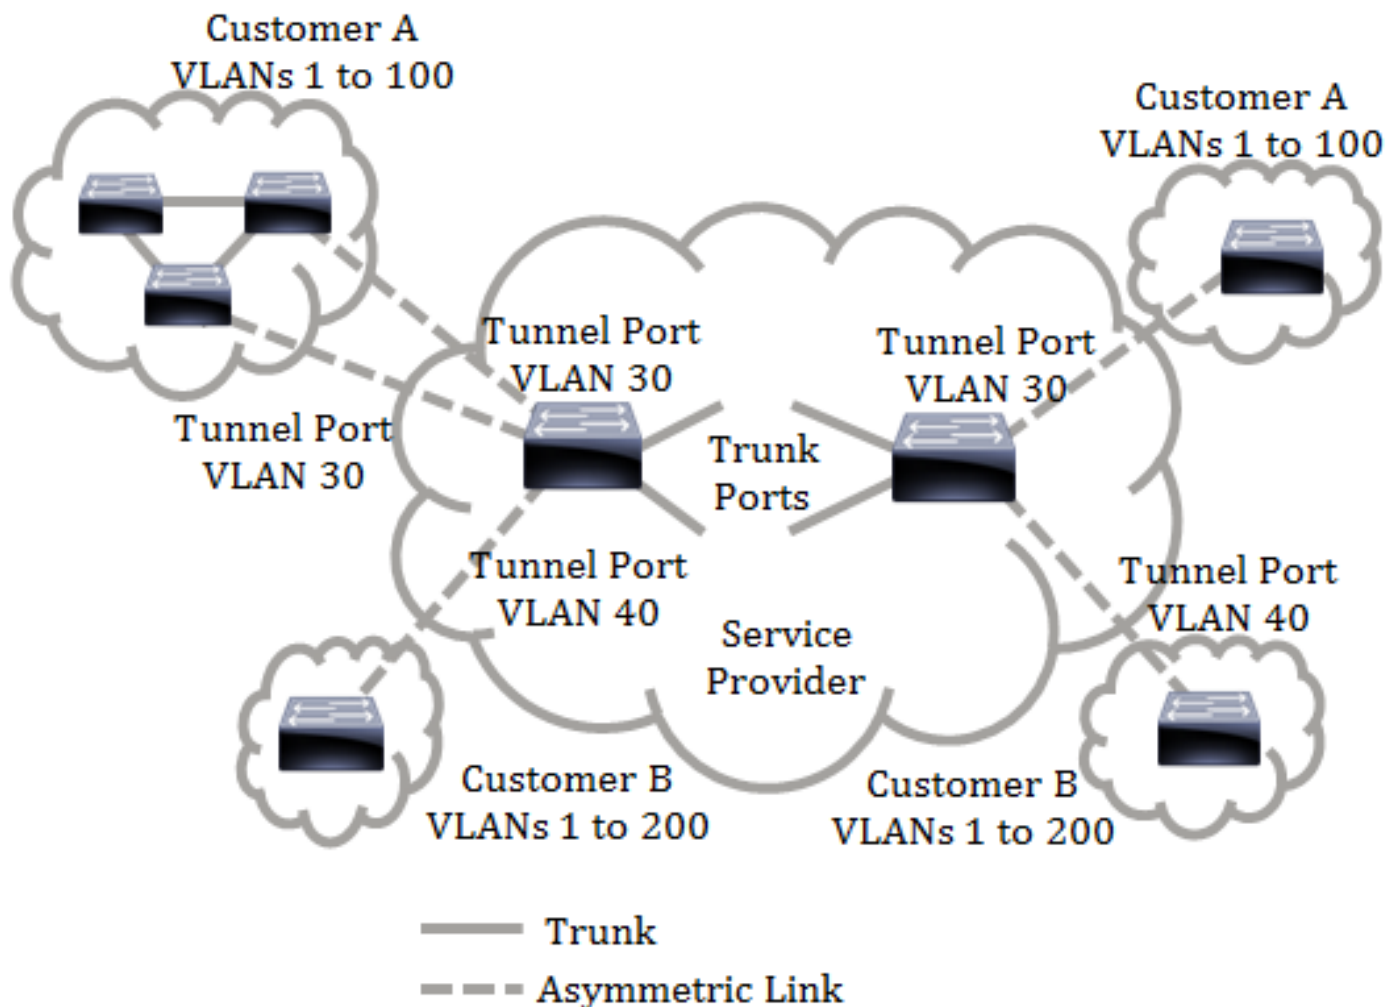 Customer A
VLANs 1 to 100
Customer A
VLANs 1 to 100
Tunnel Port
VLAN 30
Tunnel Port
VLAN 30
Tunnel Port
VLAN 30
Trunk
Ports
Tunnel Port
VLAN 40
Tunnel Port
VLAN 40
Service
Provider
Customer B
VLANs 1 to 200
Customer B
VLANs 1 to 200
Trunk
Asymmetric Link